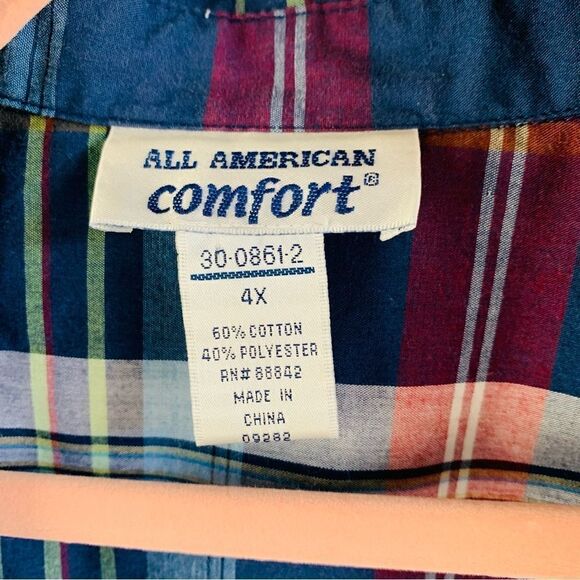 ALL AMERICAN
comfort®
30-0861-2
4X
60% COTTON
40% POLYESTER
RN# 88842
MADE IN
CHINA
09282